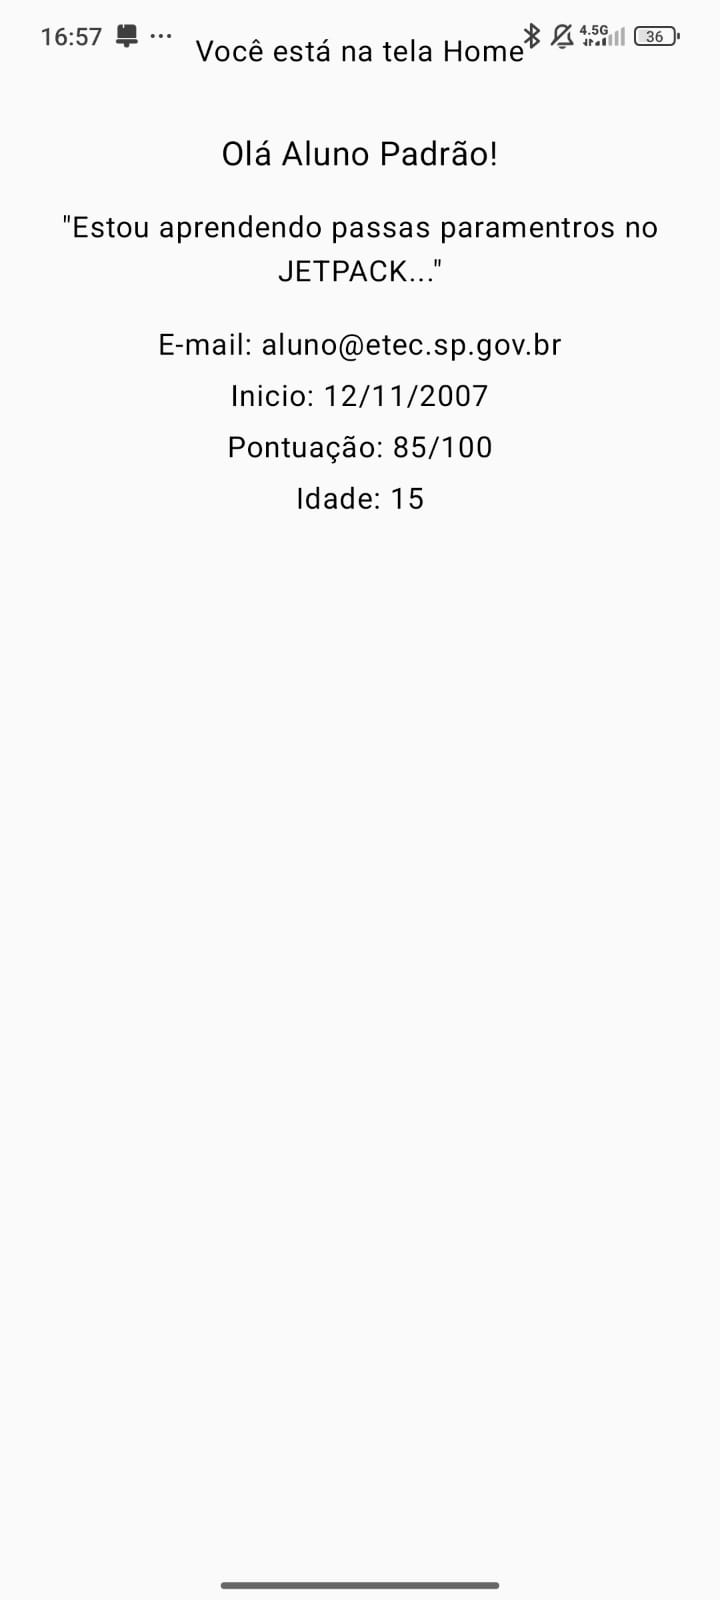 16:57 ... 4.5G 36
Você está na tela Home
Olá Aluno Padrão!
"Estou aprendendo passas paramentros no
JETPACK..."
E-mail: aluno@etec.sp.gov.br
Inicio: 12/11/2007
Pontuação: 85/100
Idade: 15